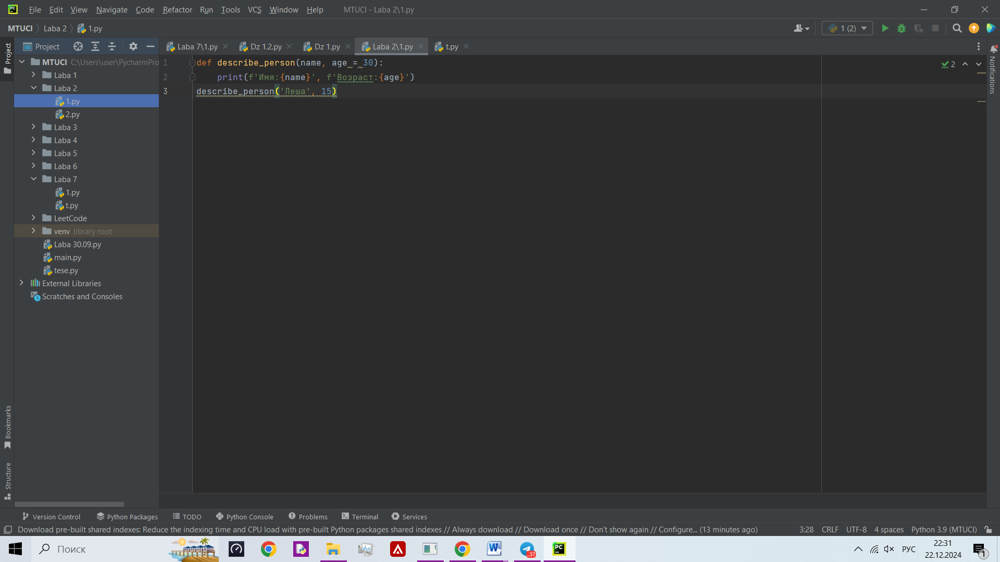 File Edit View Navigate Code Refactor Run Tools VCS Window Help MTUCI - Laba 2\1.py
MTUCI Laba 2 1.py 1 (2)
Project Laba 7\1.py Dz 1.2.py Dz 1.py Laba 2\1.py t.py
Project
MTUCI C:\Users\user\PycharmPro
Laba 1
Laba 2
1.py
2.py
Laba 3
Laba 4
Laba 5
Laba 6
Laba 7
1.py
t.py
LeetCode
venv library root
Laba 30.09.py
main.py
tese.py
External Libraries
Scratches and Consoles
Bookmarks
Structure
1 def describe_person(name, age = 30):
2 print(f'Имя:{name}', f'Возраст:{age}')
3 describe_person('Леша', 15)
2
Notifications
Version Control Python Packages TODO Python Console Problems Terminal Services
Download pre-built shared indexes: Reduce the indexing time and CPU load with pre-built Python packages shared indexes // Always download // Download once // Don't show again // Configure... (13 minutes ago) 3:28 CRLF UTF-8 4 spaces Python 3.9 (MTUCI)
Поиск ..37 PC РУС 22:31
22.12.2024 1